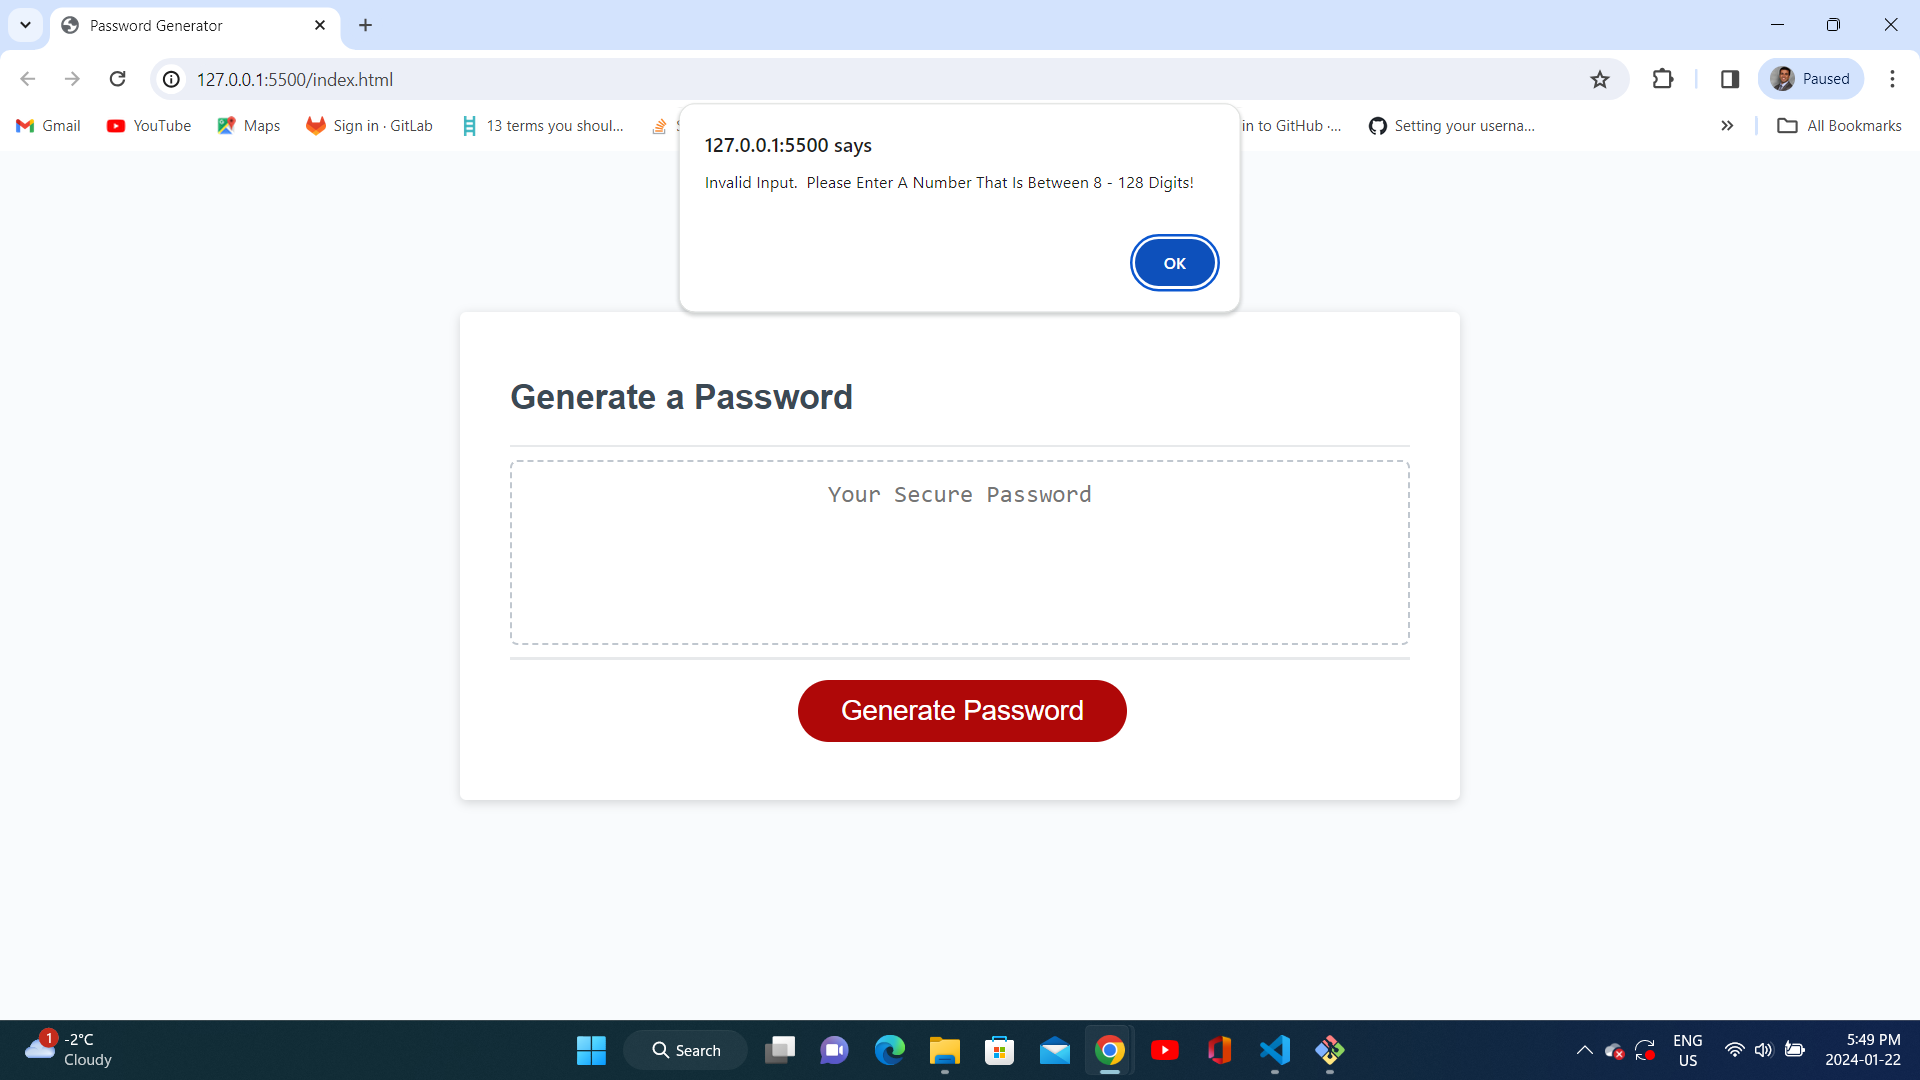 Password Generator
127.0.0.1:5500/index.html
Paused
Gmail
YouTube
Maps
Sign in · GitLab
13 terms you shoul...
in to GitHub ·...
Setting your userna...
All Bookmarks
127.0.0.1:5500 says
Invalid Input.  Please Enter A Number That Is Between 8 - 128 Digits!
OK
Generate a Password
Your Secure Password
Generate Password
1
-2°C
Cloudy
Search
ENG
US
5:49 PM
2024-01-22